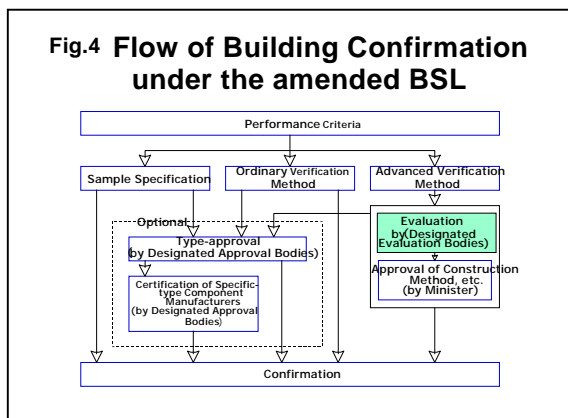 Fig.4 Flow of Building Confirmation
under the amended BSL
Performance Criteria
Sample Specification
Ordinary Verification
Method
Advanced Verification
Method
Optional
Type-approval
(by Designated Approval Bodies)
Certification of Specific-
type Component
Manufacturers
(by Designated Approval
Bodies)
Evaluation
by(Designated
Evaluation Bodies)
Approval of Construction
Method, etc.
(by Minister)
Confirmation